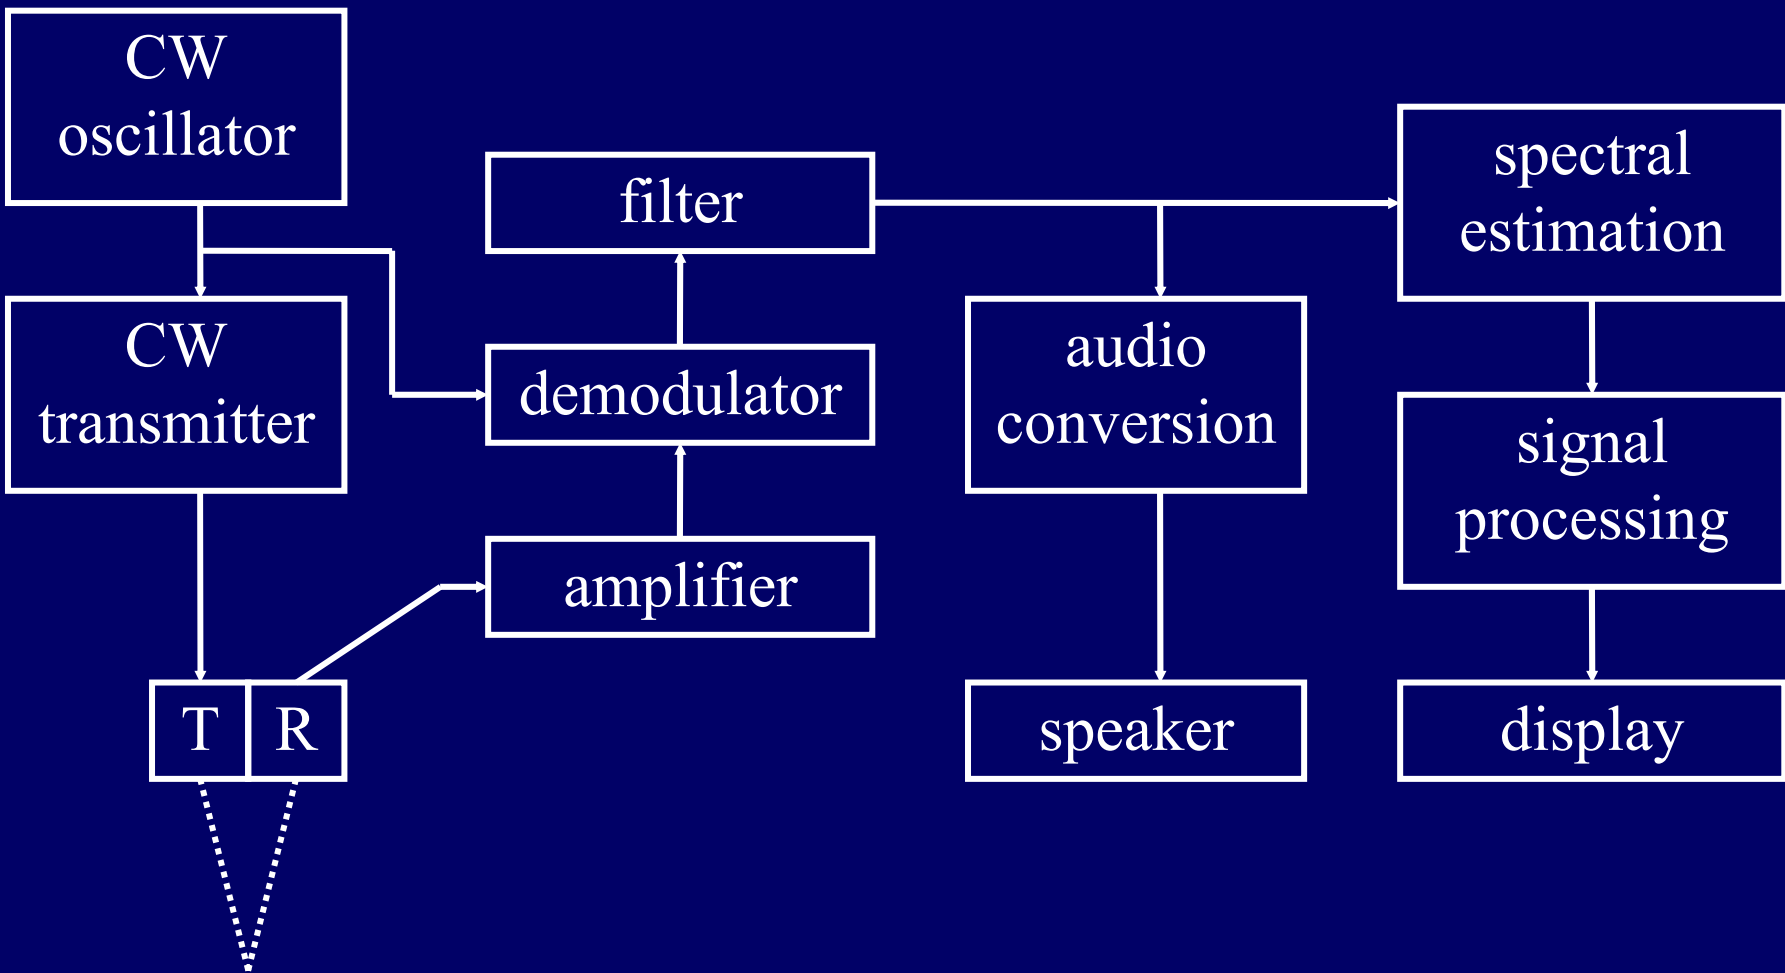 CW
oscillator
CW
transmitter
T
R
filter
demodulator
amplifier
audio
conversion
speaker
spectral
estimation
signal
processing
display